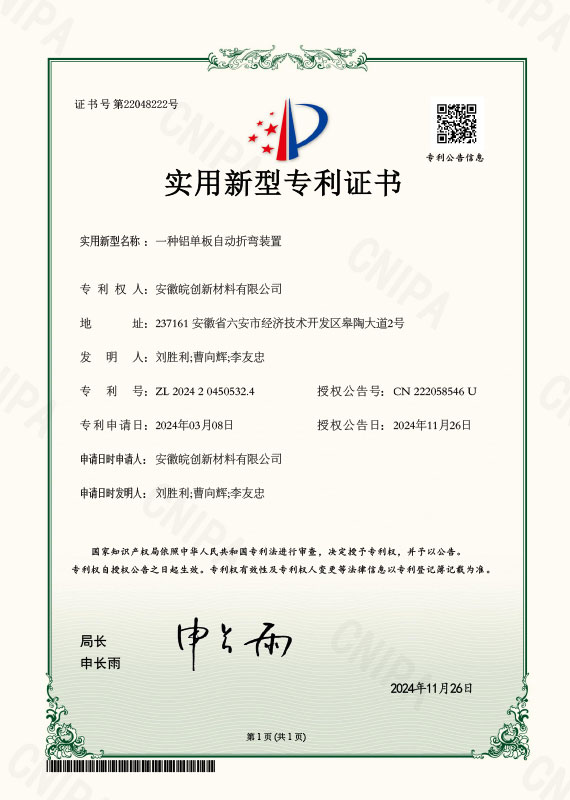 证书号第22048222号
专利公告信息
实用新型专利证书
实用新型名称：一种铝单板自动折弯装置
专利权人：安徽皖创新材料有限公司
地址：237161 安徽省六安市经济技术开发区皋陶大道2号
发明人：刘胜利;曹向辉;李友忠
专利号：ZL 2024 2 0450532.4 授权公告号：CN 222058546 U
专利申请日：2024年03月08日 授权公告日：2024年11月26日
申请日时申请人：安徽皖创新材料有限公司
申请日时发明人：刘胜利;曹向辉;李友忠
国家知识产权局依照中华人民共和国专利法进行审查，决定授予专利权，并予以公告。
专利权自授权公告之日起生效。专利权有效性及专利权人变更等法律信息以专利登记簿记载为准。
局长
申长雨
申长雨
2024年11月26日
第 1 页 (共 1 页)
CNIPA
CNIPA
CNIPA
CNIPA
CNIPA
CNIPA
CNIPA
CNIPA